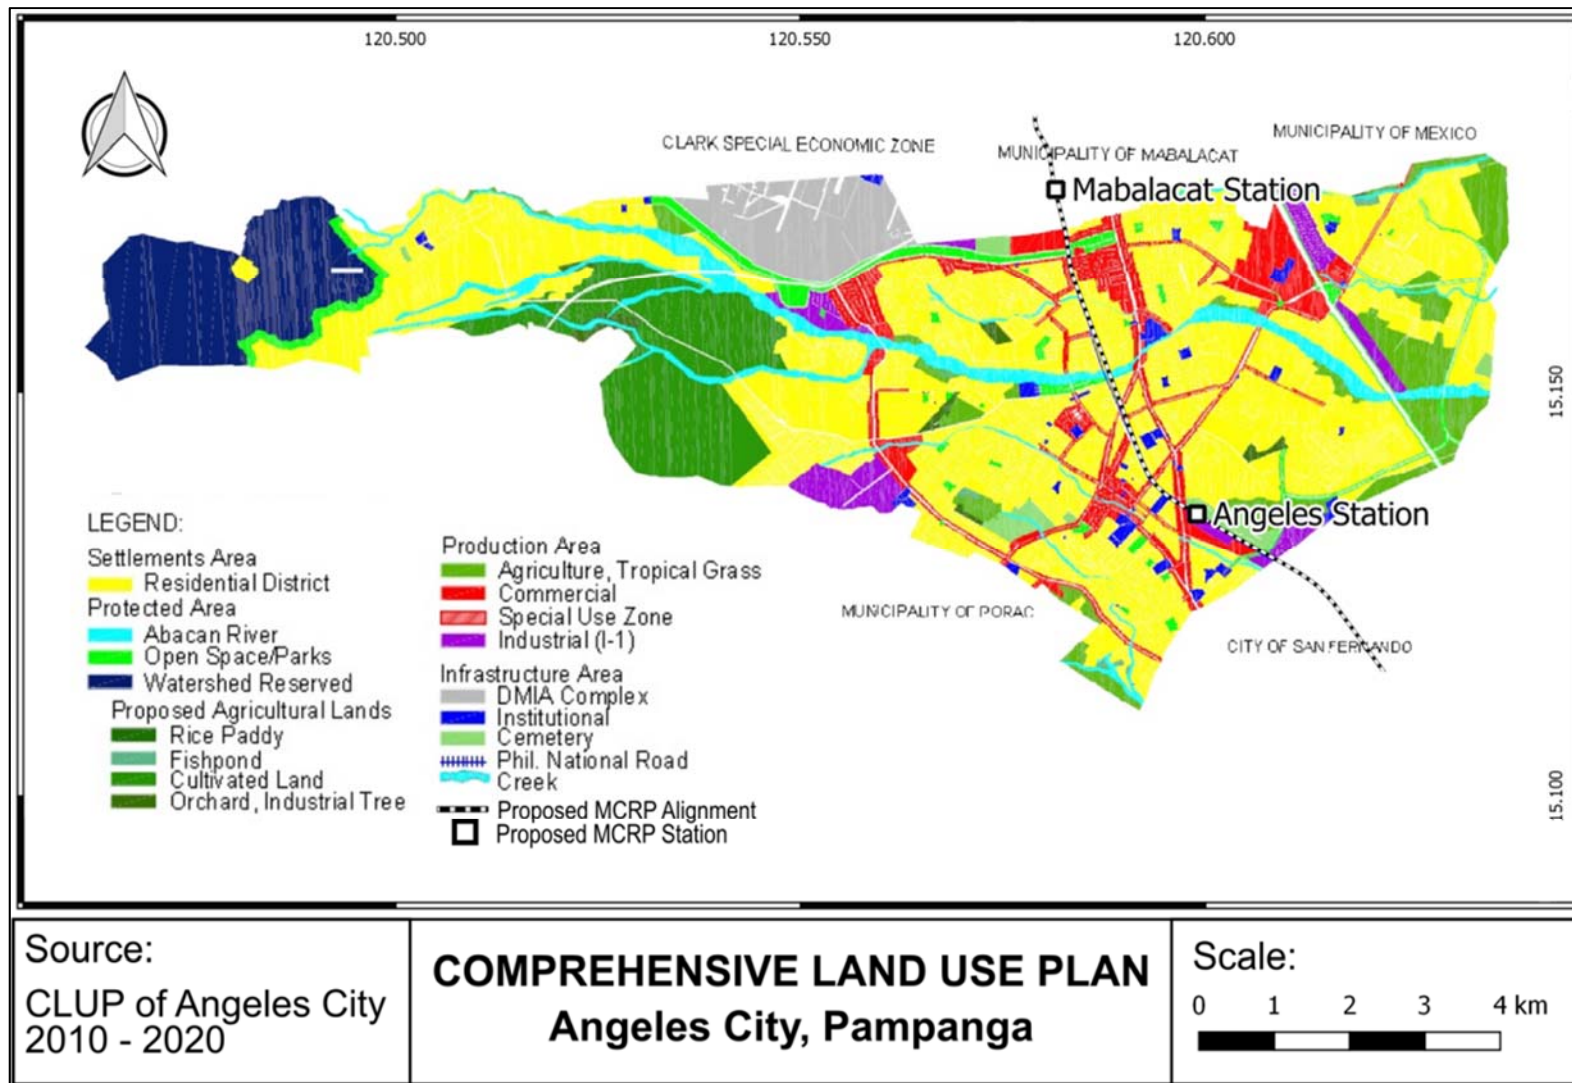 120.500
120.550
120.600
CLARK SPECIAL ECONOMIC ZONE
MUNICIPALITY OF MABALACAT
MUNICIPALITY OF MEXICO
Mabalacat Station
15.150
Angeles Station
MUNICIPALITY OF PORAC
CITY OF SAN FERNANDO
15.100
LEGEND:
Settlements Area
Residential District
Protected Area
Abacan River
Open Space/Parks
Watershed Reserved
Proposed Agricultural Lands
Rice Paddy
Fishpond
Cultivated Land
Orchard, Industrial Tree
Production Area
Agriculture, Tropical Grass
Commercial
Special Use Zone
Industrial (I-1)
Infrastructure Area
DMIA Complex
Institutional
Cemetery
Phil. National Road
Creek
Proposed MCRP Alignment
Proposed MCRP Station
Source:
CLUP of Angeles City
2010 - 2020
COMPREHENSIVE LAND USE PLAN
Angeles City, Pampanga
Scale:
0 1 2 3 4 km